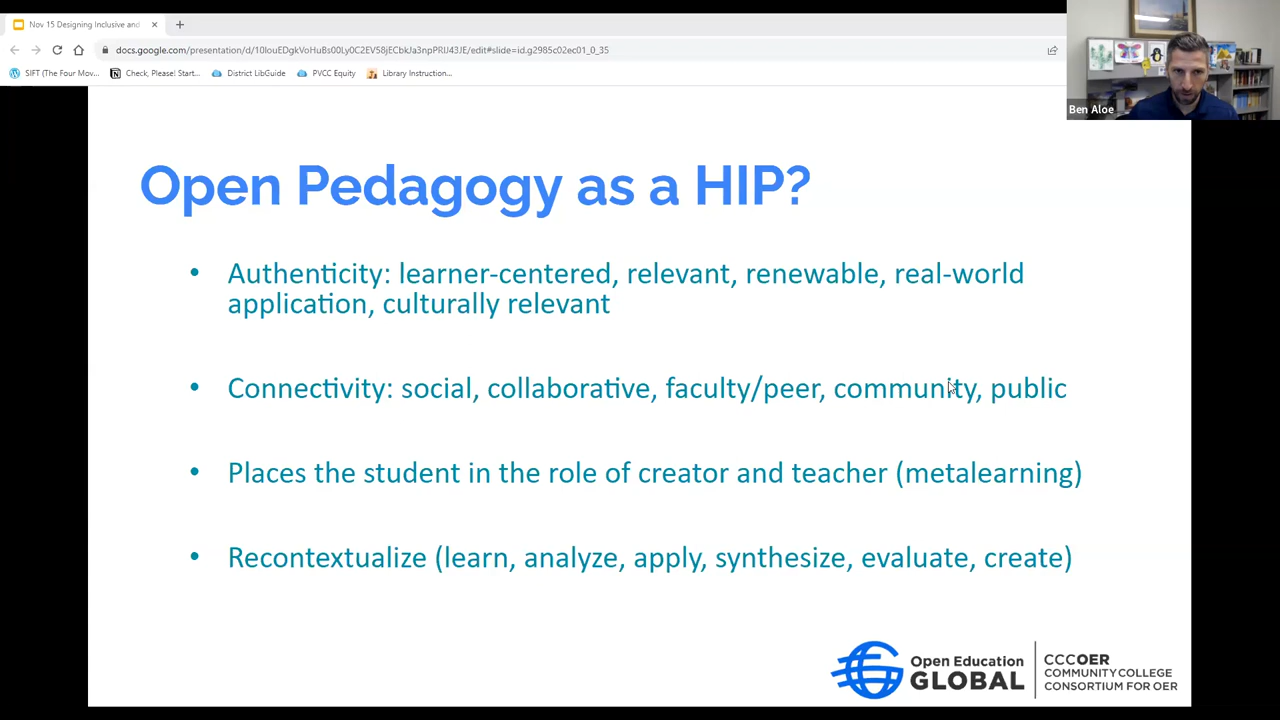 Nov 15 Designing Inclusive and
docs.google.com/presentation/d/10louEDgkVoHuBs00Ly0C2EVS8jECbkJa3npPRlJ43JE/edit#slide=id.g2985c02ec01_0_35
SIFT (The Four Mov... Check, Please! Start... District LibGuide PVCC Equity Library Instruction...
Ben Aloe
Open Pedagogy as a HIP?
• Authenticity: learner-centered, relevant, renewable, real-world
application, culturally relevant
• Connectivity: social, collaborative, faculty/peer, community, public
• Places the student in the role of creator and teacher (metalearning)
• Recontextualize (learn, analyze, apply, synthesize, evaluate, create)
Open Education
GLOBAL
CCCOER
COMMUNITY COLLEGE
CONSORTIUM FOR OER